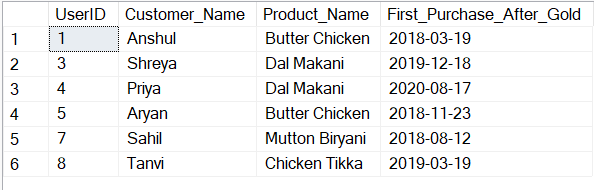 UserID Customer_Name Product_Name First_Purchase_After_Gold
1 1 Anshul Butter Chicken 2018-03-19
2 3 Shreya Dal Makani 2019-12-18
3 4 Priya Dal Makani 2020-08-17
4 5 Aryan Butter Chicken 2018-11-23
5 7 Sahil Mutton Biryani 2018-08-12
6 8 Tanvi Chicken Tikka 2019-03-19